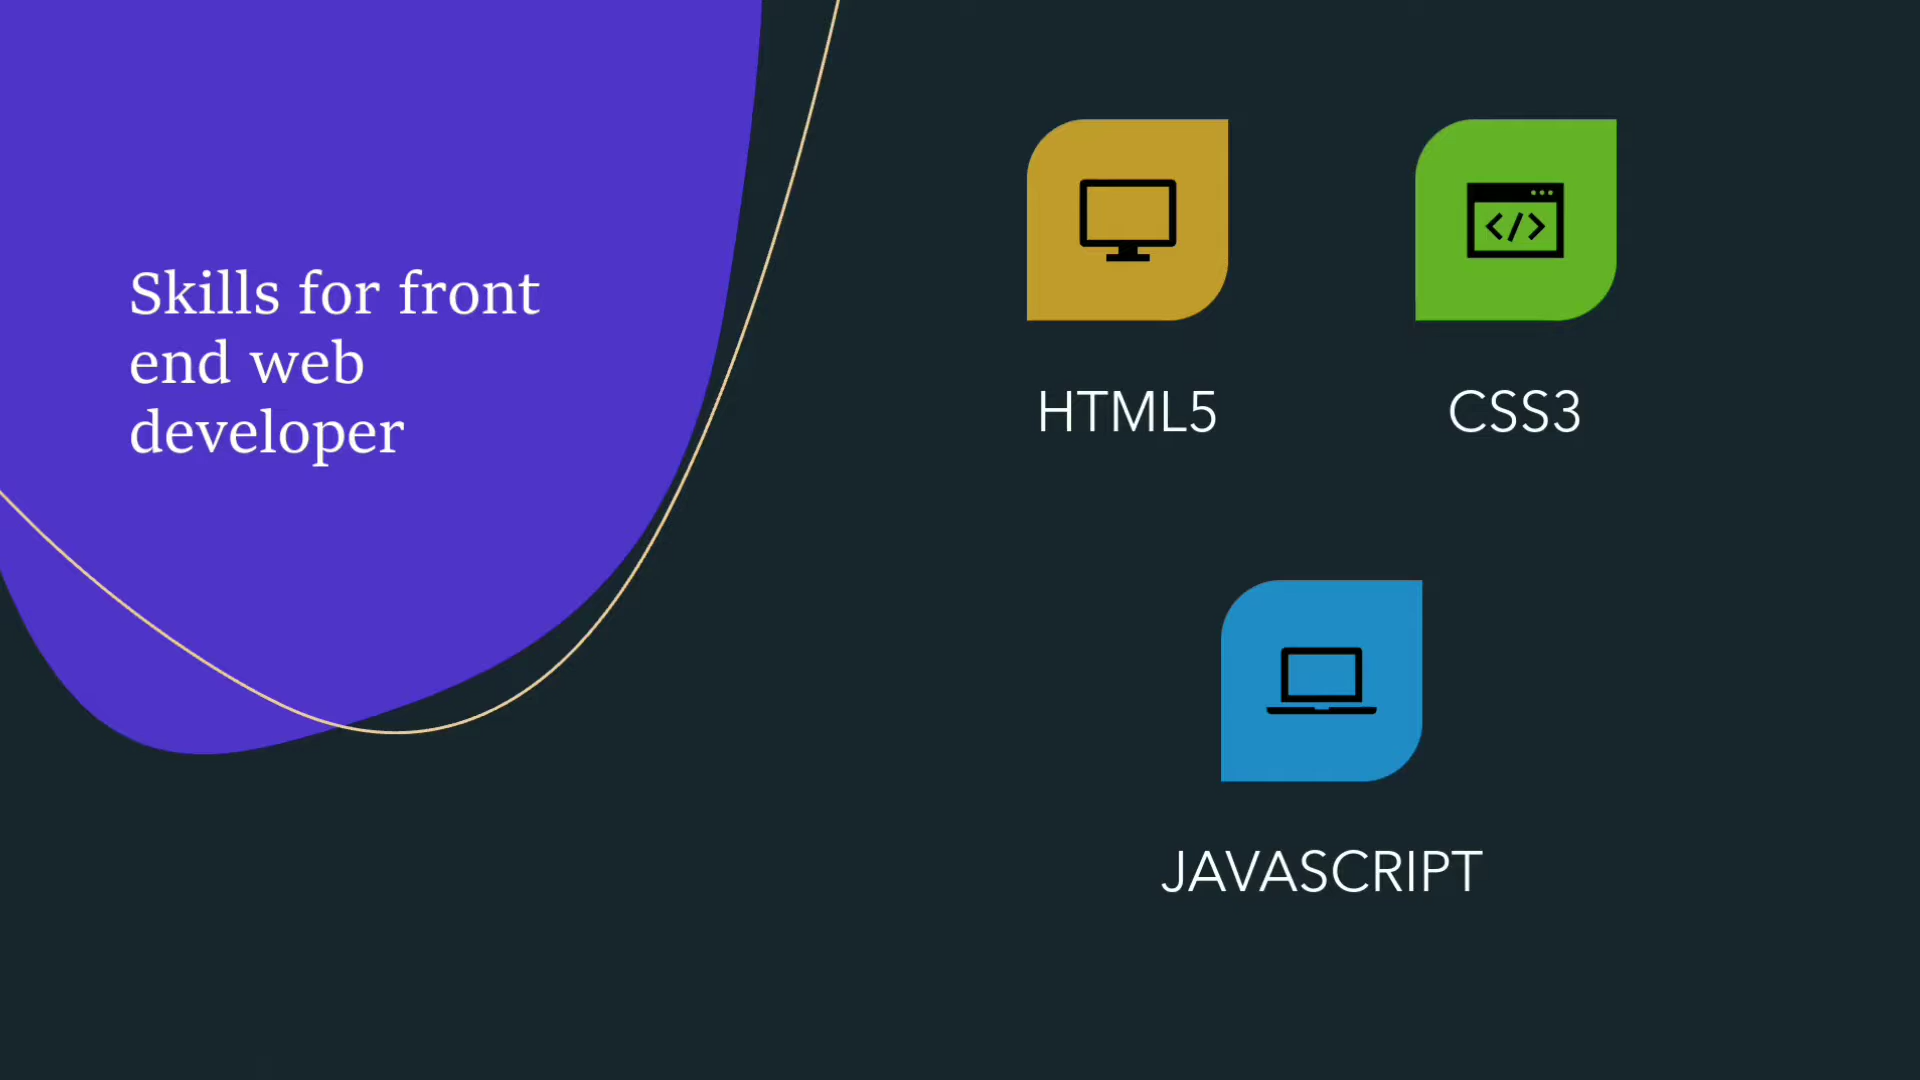 Skills for front
end web
developer
HTML5
CSS3
</>
JAVASCRIPT